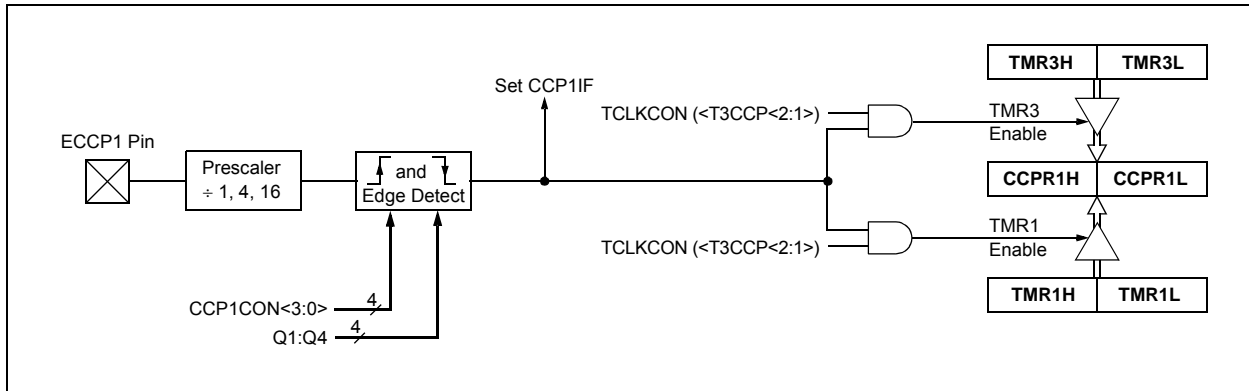 TMR3H TMR3L
Set CCP1IF
TCLKCON (<T3CCP<2:1>)
TMR3
Enable
ECCP1 Pin
Prescaler
÷ 1, 4, 16
and
Edge Detect
CCPR1H CCPR1L
TCLKCON (<T3CCP<2:1>)
TMR1
Enable
CCP1CON<3:0>
4
Q1:Q4
4
TMR1H TMR1L